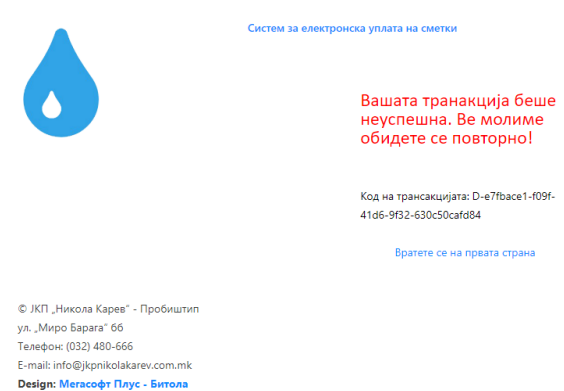 Систем за електронска уплата на сметки
Вашата транакција беше
неуспешна. Ве молиме
обидете се повторно!
Код на трансакцијата: D-e7fbace1-f09f-
41d6-9f32-630c50cafd84
Вратете се на првата страна
© ЈКП „Никола Карев“ - Пробиштип
ул. „Миро Барага“ бб
Телефон: (032) 480-666
E-mail: info@jkpnikolakarev.com.mk
Design: Мегасофт Плус - Битола